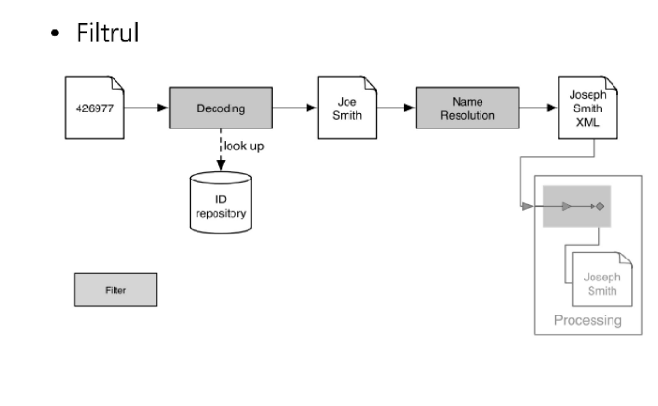 • Filtrul
426977
Decoding
Joe
Smith
Name
Resolution
Joseph
Smith
XML
look up
ID
repository
Filter
Joseph
Smith
Processing